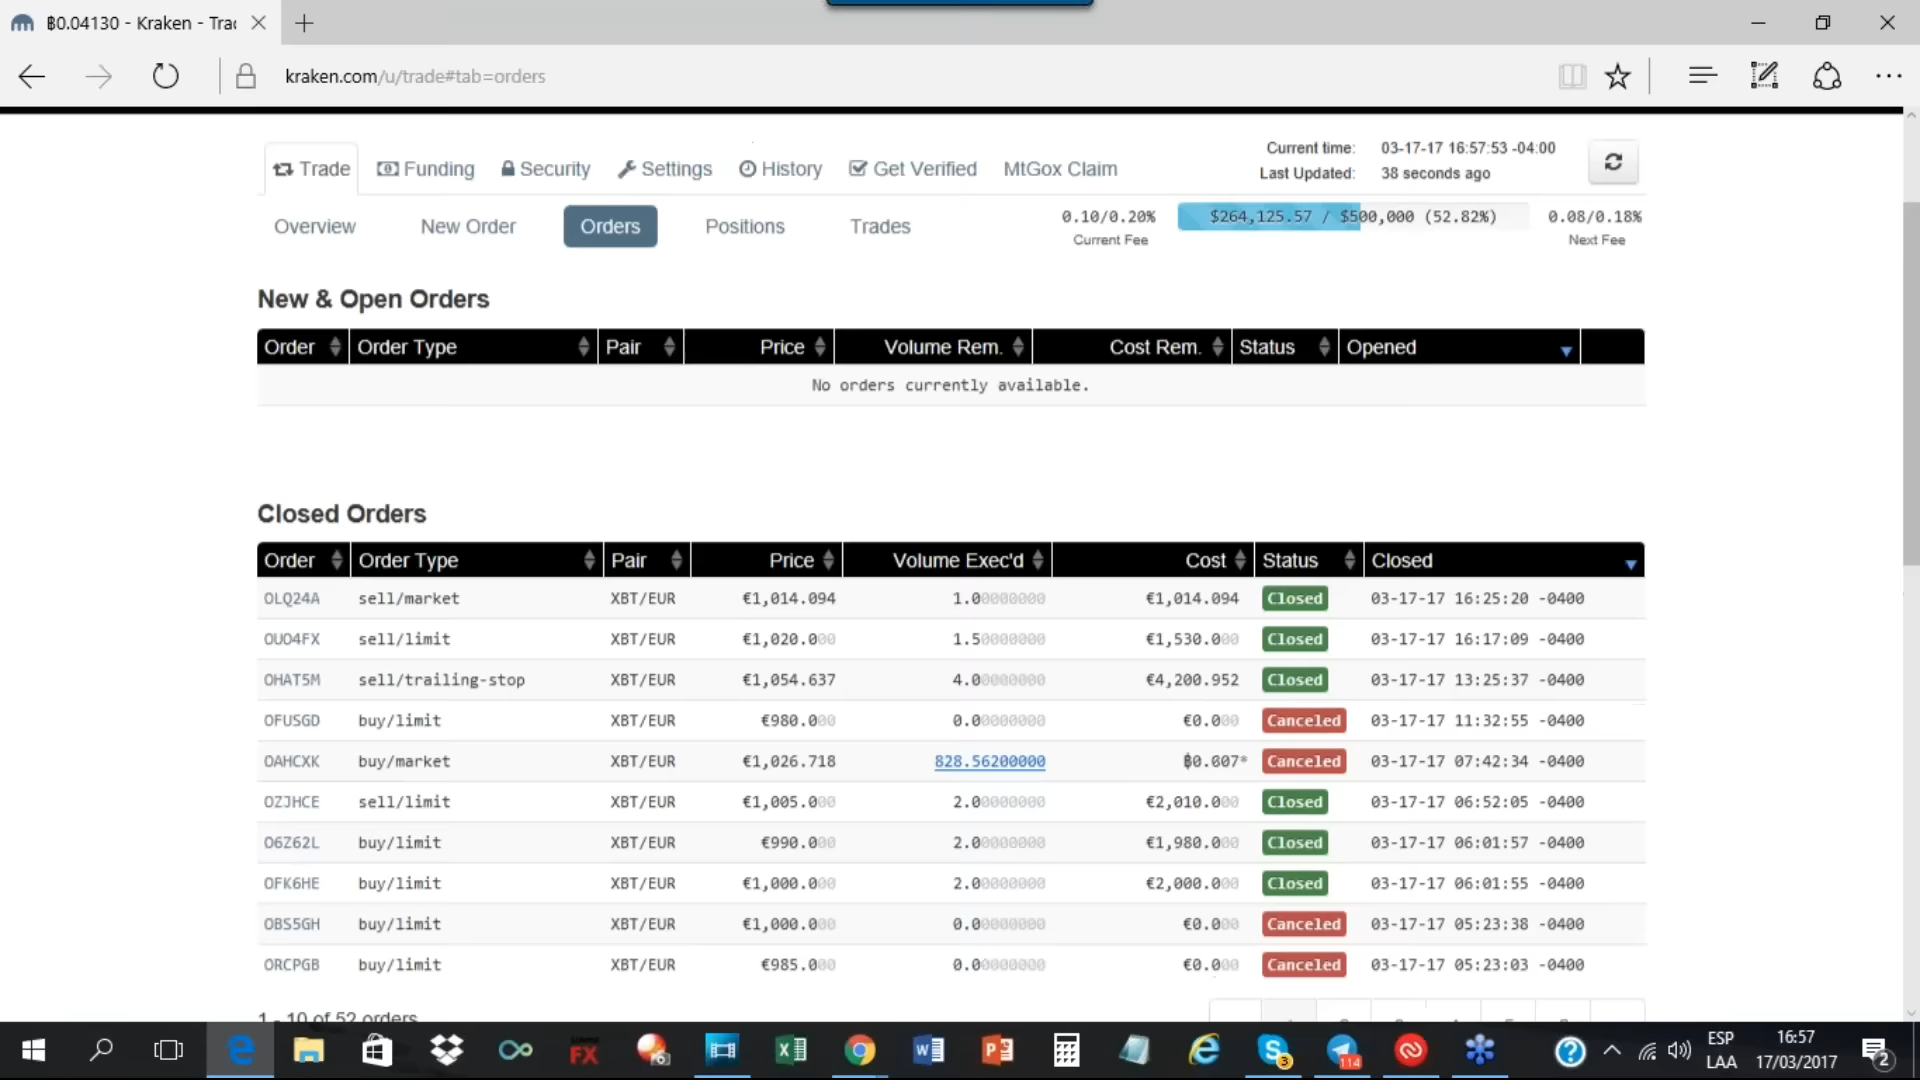 ฿0.04130 - Kraken - Trac
kraken.com/u/trade#tab=orders
Trade Funding Security Settings History Get Verified MtGox Claim
Current time: 03-17-17 16:57:53 -04:00
Last Updated: 38 seconds ago
Overview New Order Orders Positions Trades
0.10/0.20% $264,125.57 / $500,000 (52.82%) 0.08/0.18%
Current Fee Next Fee
New & Open Orders
Order Order Type Pair Price Volume Rem. Cost Rem. Status Opened
No orders currently available.
Closed Orders
Order Order Type Pair Price Volume Exec'd Cost Status Closed
OLQ24A sell/market XBT/EUR €1,014.094 1.00000000 €1,014.094 Closed 03-17-17 16:25:20 -0400
OUO4FX sell/limit XBT/EUR €1,020.000 1.50000000 €1,530.000 Closed 03-17-17 16:17:09 -0400
OHAT5M sell/trailing-stop XBT/EUR €1,054.637 4.00000000 €4,200.952 Closed 03-17-17 13:25:37 -0400
OFUSGD buy/limit XBT/EUR €980.000 0.00000000 €0.000 Canceled 03-17-17 11:32:55 -0400
OAHCXK buy/market XBT/EUR €1,026.718 828.56200000 ฿0.807* Canceled 03-17-17 07:42:34 -0400
OZJHCE sell/limit XBT/EUR €1,005.000 2.00000000 €2,010.000 Closed 03-17-17 06:52:05 -0400
O6Z62L buy/limit XBT/EUR €990.000 2.00000000 €1,980.000 Closed 03-17-17 06:01:57 -0400
OFK6HE buy/limit XBT/EUR €1,000.000 2.00000000 €2,000.000 Closed 03-17-17 06:01:55 -0400
OBS5GH buy/limit XBT/EUR €1,000.000 0.00000000 €0.000 Canceled 03-17-17 05:23:38 -0400
ORCPGB buy/limit XBT/EUR €985.000 0.00000000 €0.000 Canceled 03-17-17 05:23:03 -0400
1 - 10 of 52 orders
FX 3 114
ESP 16:57
LAA 17/03/2017 2